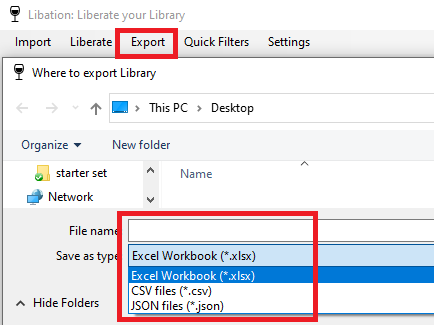 Libation: Liberate your Library
Import Liberate Export Quick Filters Settings
Where to export Library
This PC > Desktop
Organize New folder
starter set
Name
Network
File name
Save as type: Excel Workbook (*.xlsx)
Excel Workbook (*.xlsx)
CSV files (*.csv)
JSON files (*.json)
Hide Folders